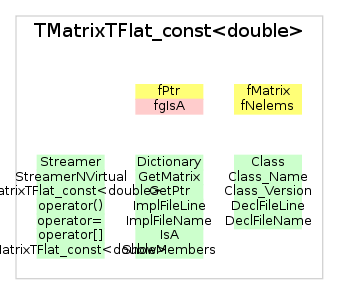 TMatrixTFlat_const<double>
fPtr
fgIsA
fMatrix
fNelems
Streamer
StreamerNVirtual
atrixTFlat_const<double>
operator()
operator=
operator[]
MatrixTFlat_const<double>
Dictionary
GetMatrix
GetPtr
ImplFileLine
ImplFileName
IsA
ShowMembers
Class
Class_Name
Class_Version
DeclFileLine
DeclFileName